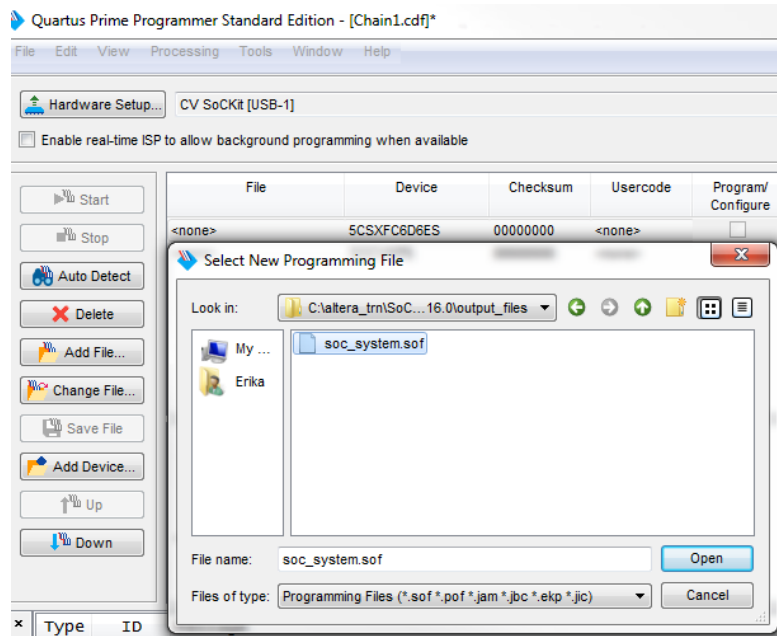 Quartus Prime Programmer Standard Edition - [Chain1.cdf]*
File Edit View Processing Tools Window Help
Hardware Setup... CV SoCKit [USB-1]
Enable real-time ISP to allow background programming when available
File Device Checksum Usercode Program/
Configure
Start
<none> 5CSXFC6D6ES 00000000 <none>
Stop
Select New Programming File
Auto Detect
Look in: C:\altera_trn\SoC...16.0\output_files
Delete
My ... soc_system.sof
Add File...
Erika
Change File...
Save File
Add Device...
Up
Down
File name: soc_system.sof Open
Files of type: Programming Files (*.sof *.pof *.jam *.jbc *.ekp *.jic) Cancel
Type ID